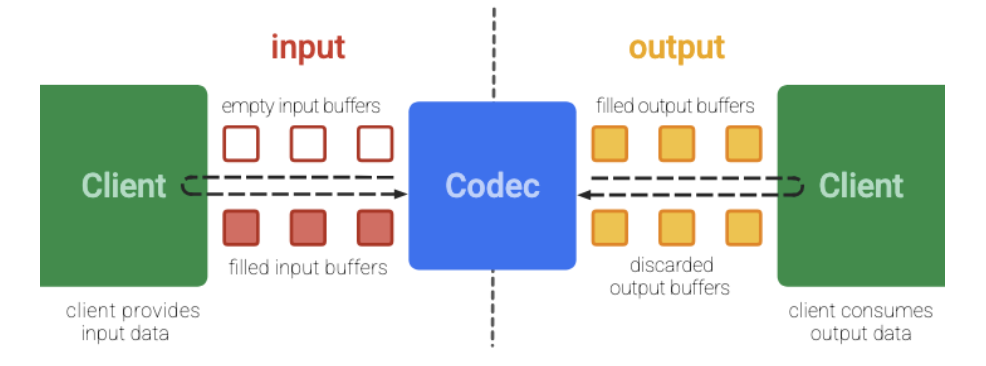 input
output
empty input buffers
filled output buffers
Client
Codec
Client
filled input buffers
discarded
output buffers
client provides
input data
client consumes
output data